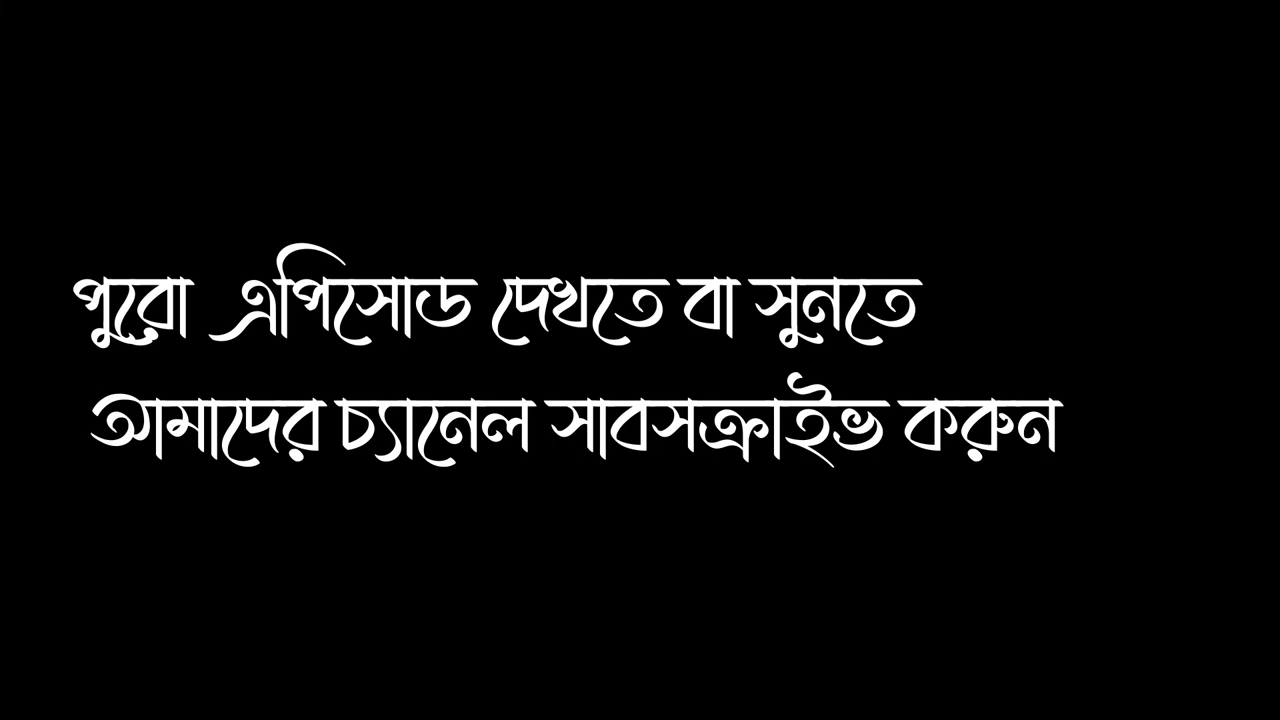 পুরো এপিসোড দেখতে বা সুনতে
আমাদের চ্যানেল সাবসক্রাইভ করুন